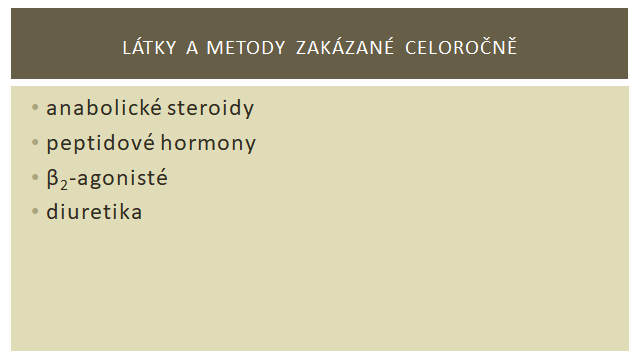 LÁTKY A METODY ZAKÁZANÉ CELOROČNĚ
• anabolické steroidy
• peptidové hormony
• β₂-agonisté
• diuretika